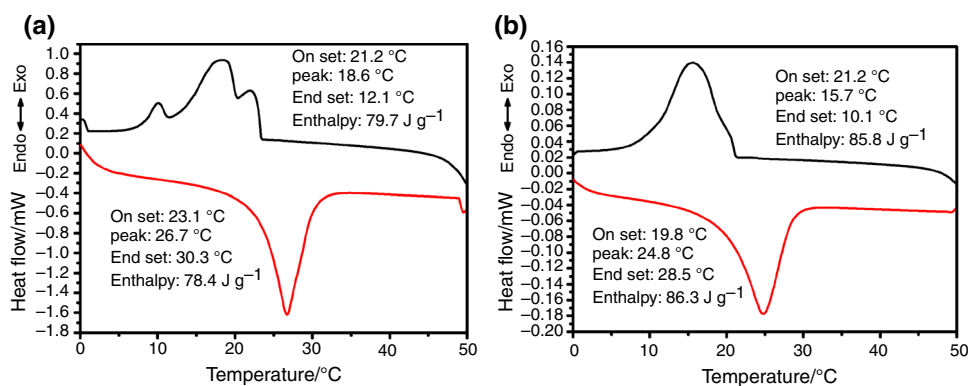 (a)
Heat flow/mW Endo ⟷ Exo
1.0
0.8
0.6
0.4
0.2
0.0
−0.2
−0.4
−0.6
−0.8
−1.0
−1.2
−1.4
−1.6
−1.8
On set: 21.2 °C
peak: 18.6 °C
End set: 12.1 °C
Enthalpy: 79.7 J g⁻¹
On set: 23.1 °C
peak: 26.7 °C
End set: 30.3 °C
Enthalpy: 78.4 J g⁻¹
0 10 20 30 40 50
Temperature/°C
(b)
Heat flow/mW Endo ⟷ Exo
0.16
0.14
0.12
0.10
0.08
0.06
0.04
0.02
−0.00
−0.02
−0.04
−0.06
−0.08
−0.10
−0.12
−0.14
−0.16
−0.18
−0.20
On set: 21.2 °C
peak: 15.7 °C
End set: 10.1 °C
Enthalpy: 85.8 J g⁻¹
On set: 19.8 °C
peak: 24.8 °C
End set: 28.5 °C
Enthalpy: 86.3 J g⁻¹
0 10 20 30 40 50
Temperature/°C